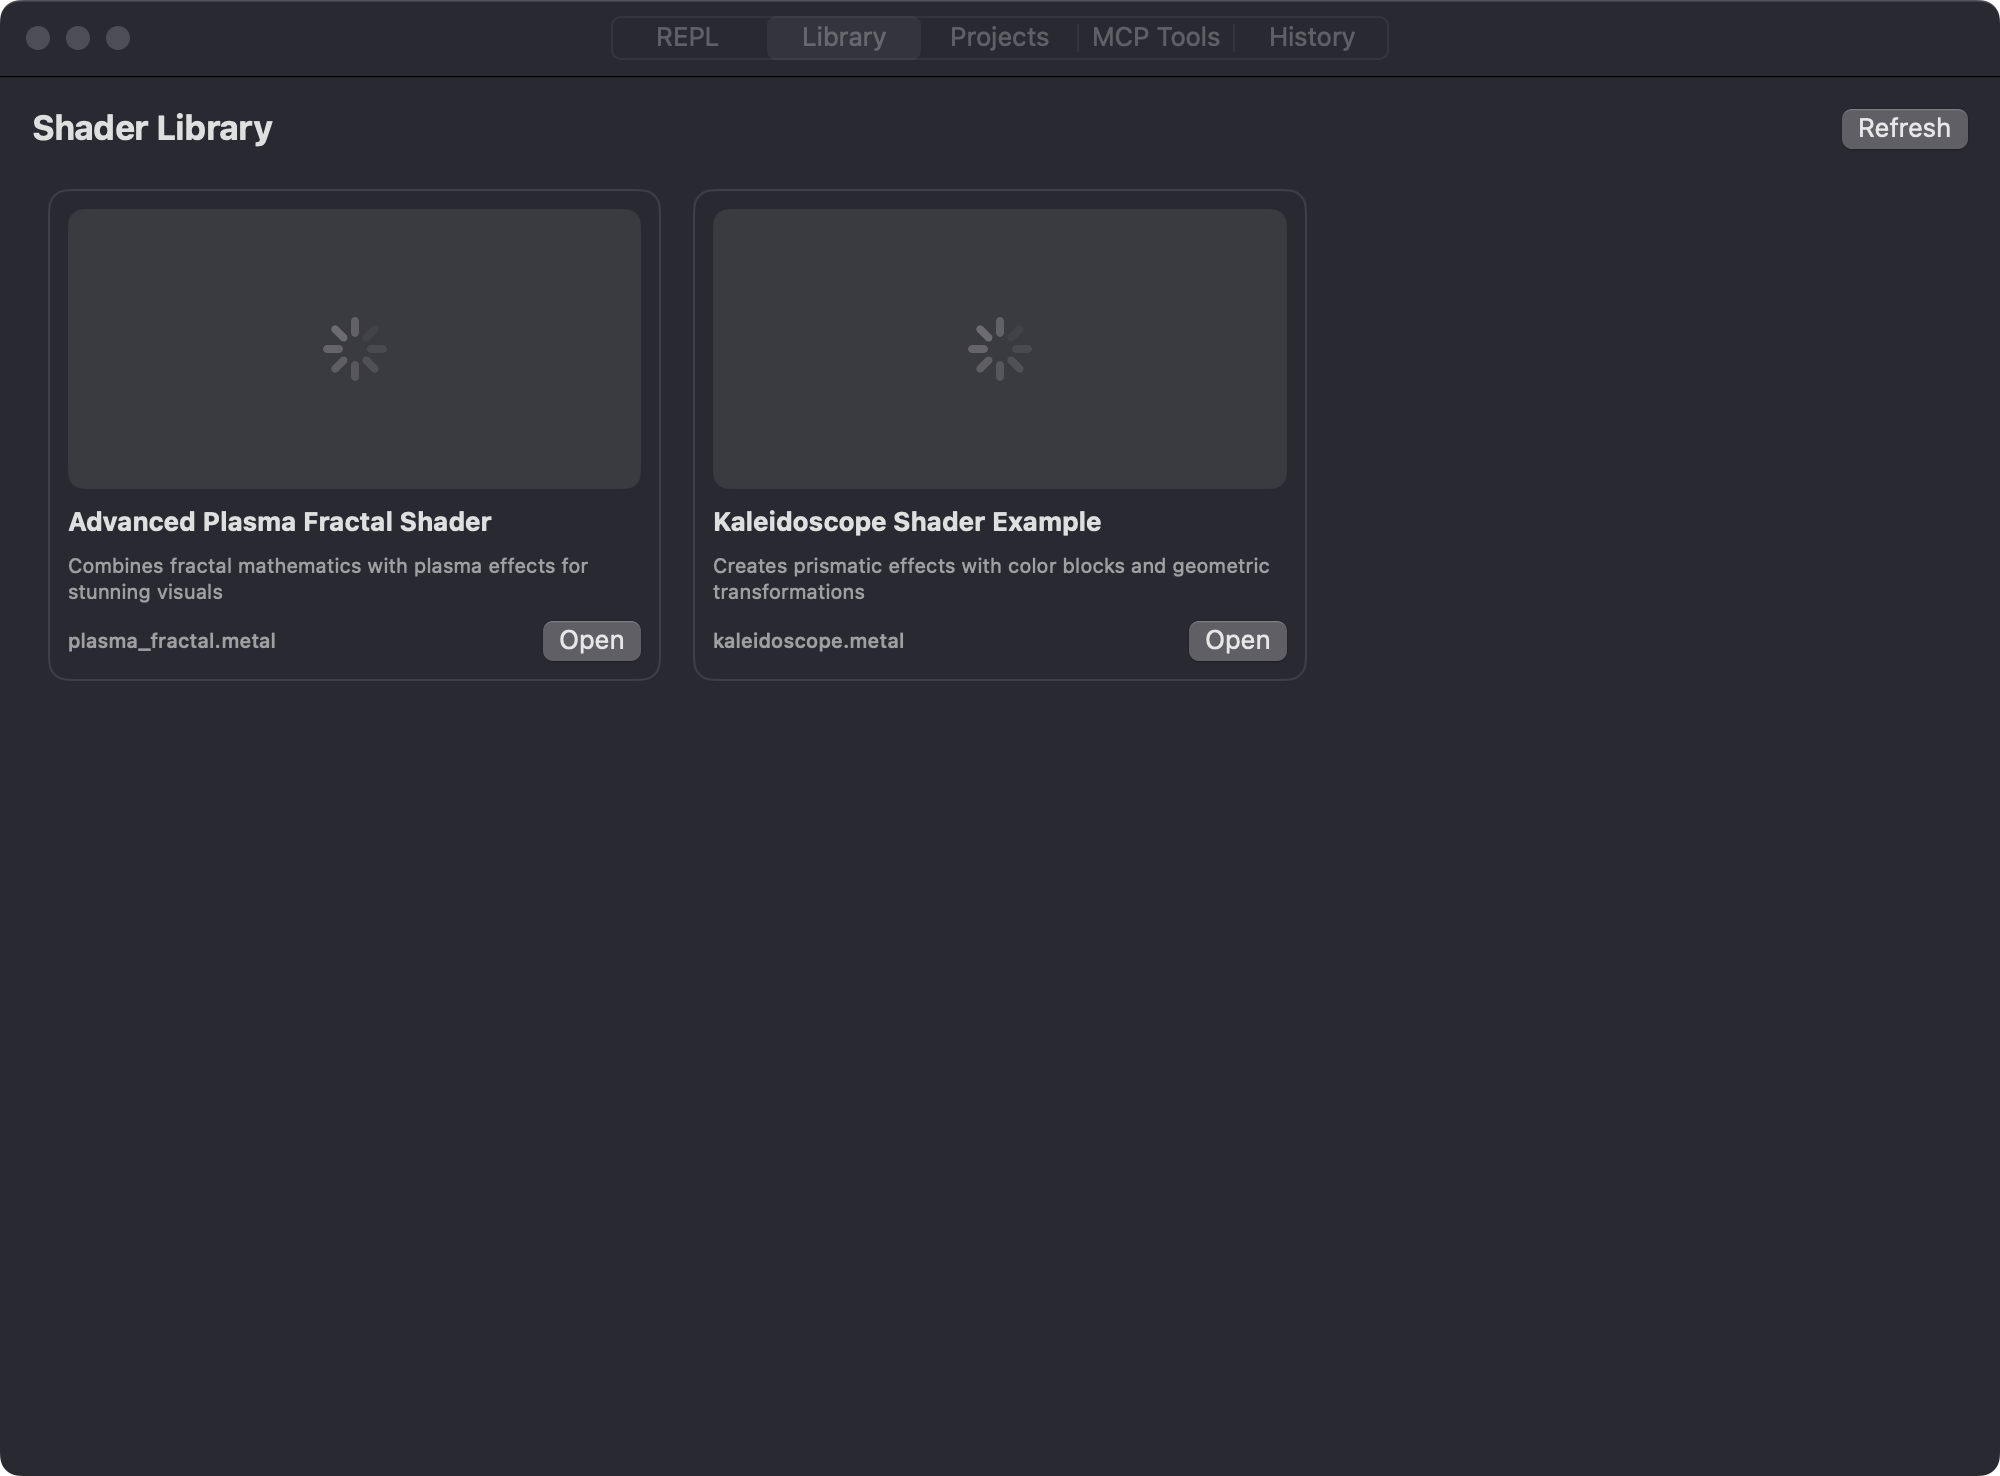 REPL
Library
Projects
MCP Tools
History
Shader Library
Refresh
Advanced Plasma Fractal Shader
Combines fractal mathematics with plasma effects for
stunning visuals
plasma_fractal.metal
Open
Kaleidoscope Shader Example
Creates prismatic effects with color blocks and geometric
transformations
kaleidoscope.metal
Open